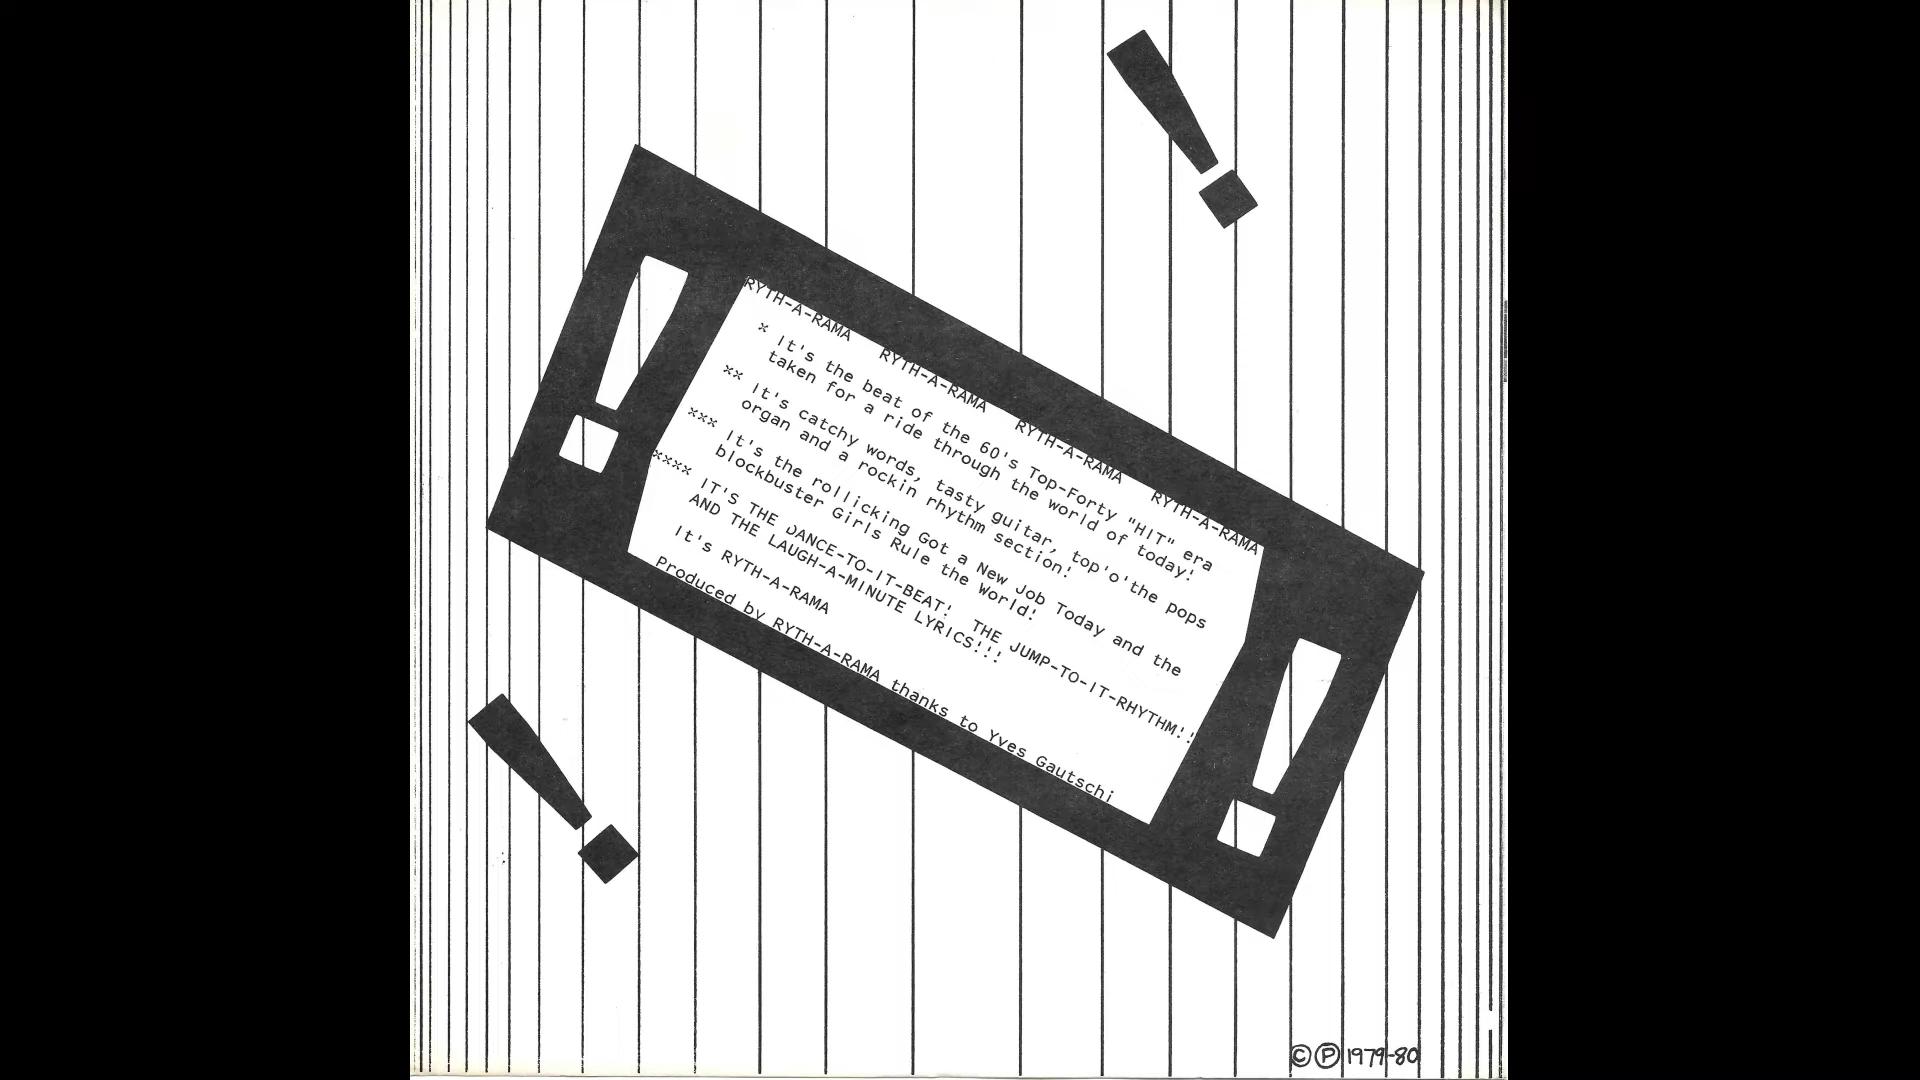 RYTH-A-RAMA RYTH-A-RAMA RYTH-A-RAMA RYTH-A-RAMA
x It's the beat of the 60's Top-Forty "HIT" era
taken for a ride through the world of today!
xx It's catchy words, tasty guitar, top'o'the pops
organ and a rockin rhythm section!
xxx It's the rollicking Got a New Job Today and the
blockbuster Girls Rule the World!
xxxx IT'S THE DANCE-TO-IT-BEAT! THE JUMP-TO-IT-RHYTHM!!
AND THE LAUGH-A-MINUTE LYRICS!!!
It's RYTH-A-RAMA
Produced by RYTH-A-RAMA thanks to Yves Gautschi
! ! ! !
©℗1979-80